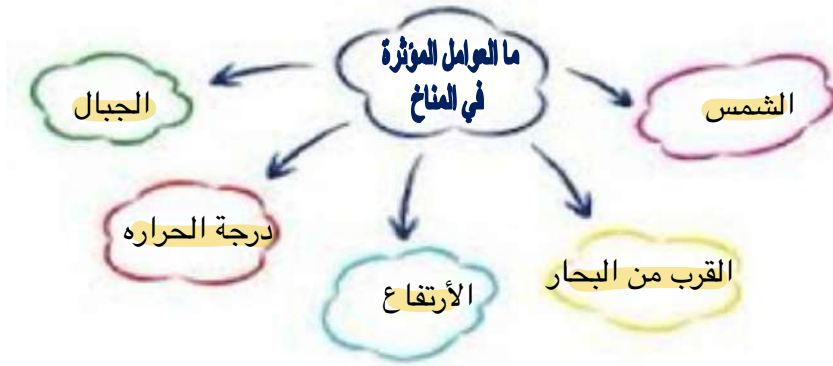 ما العوامل المؤثرة
في المناخ
الشمس
الجبال
درجة الحراره
القرب من البحار
الأرتفاع